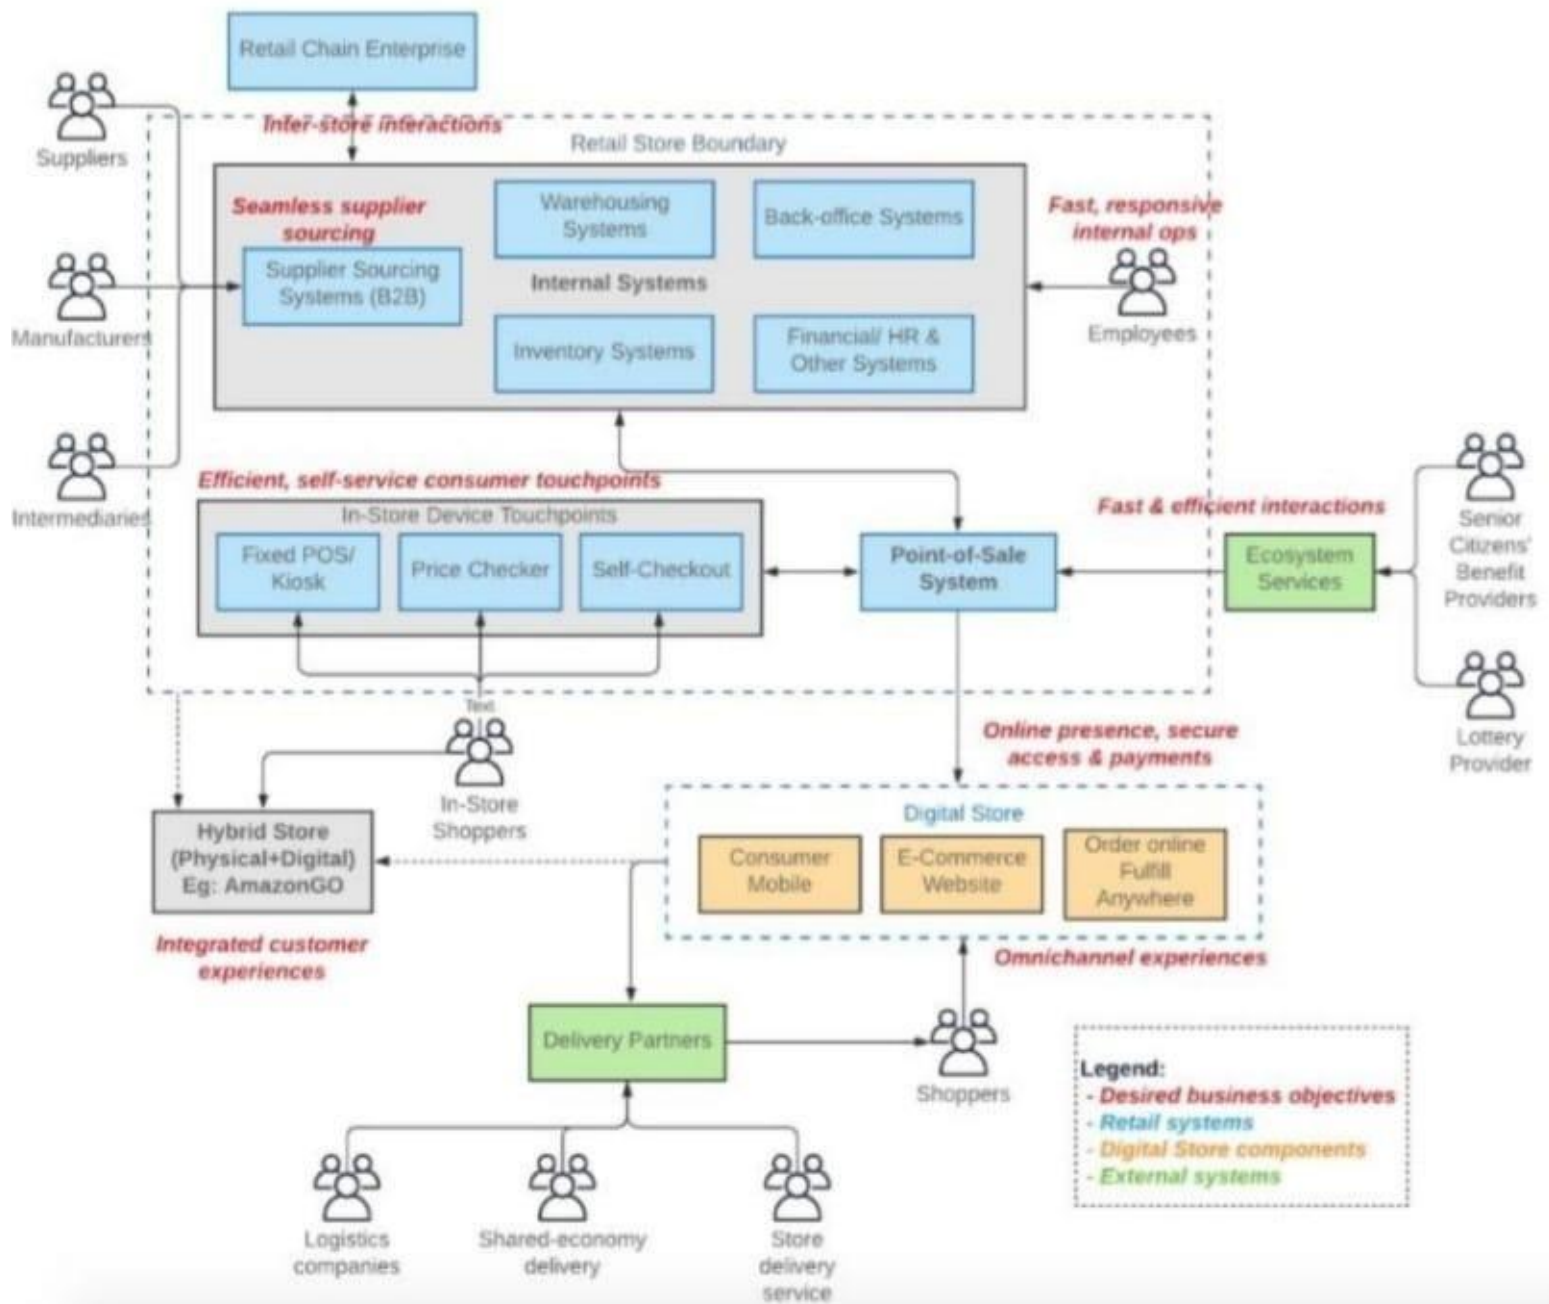 Retail Chain Enterprise
Suppliers
Infer-store interactions
Retail Store Boundary
Seamless supplier
sourcing
Warehousing
Systems
Back-office Systems
Fast, responsive
internal ops
Supplier Sourcing
Systems (B2B)
Internal Systems
Manufacturers
Employees
Inventory Systems
Financial/ HR &
Other Systems
Intermediaries
Efficient, self-service consumer touchpoints
In-Store Device Touchpoints
Fixed POS/
Kiosk
Price Checker
Self-Checkout
Point-of-Sale
System
Fast & efficient interactions
Ecosystem
Services
Senior
Citizens'
Benefit
Providers
Lottery
Provider
Text
In-Store
Shoppers
Online presence, secure
access & payments
Hybrid Store
(Physical+Digital)
Eg: AmazonGO
Integrated customer
experiences
Digital Store
Consumer
Mobile
E-Commerce
Website
Order online
Fulfill
Anywhere
Omnichannel experiences
Delivery Partners
Shoppers
Legend:
- Desired business objectives
- Retail systems
- Digital Store components
- External systems
Logistics
companies
Shared-economy
delivery
Store
delivery
service